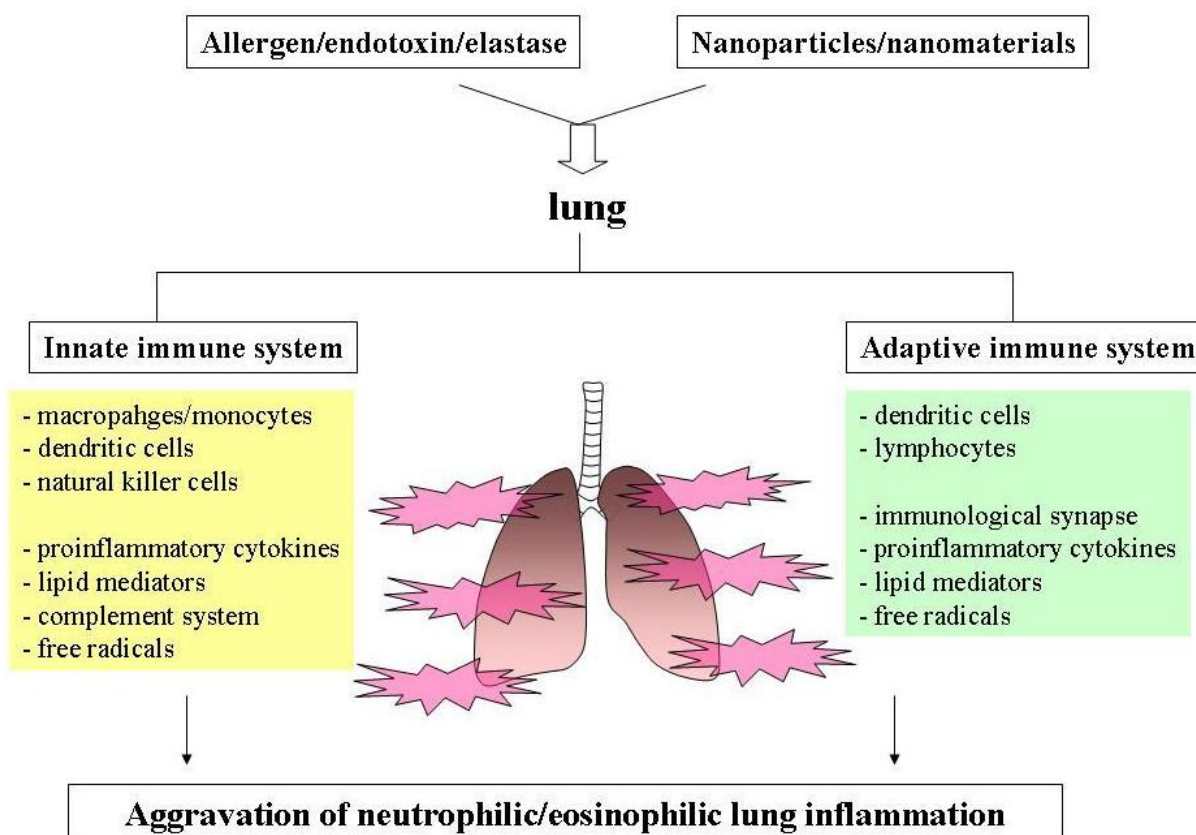 Allergen/endotoxin/elastase
Nanoparticles/nanomaterials
lung
Innate immune system
- macropahges/monocytes
- dendritic cells
- natural killer cells
- proinflammatory cytokines
- lipid mediators
- complement system
- free radicals
Adaptive immune system
- dendritic cells
- lymphocytes
- immunological synapse
- proinflammatory cytokines
- lipid mediators
- free radicals
Aggravation of neutrophilic/eosinophilic lung inflammation